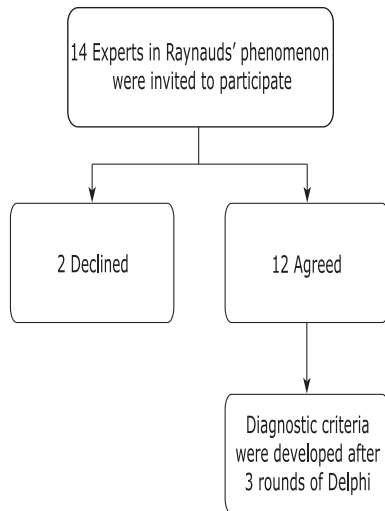 14 Experts in Raynauds' phenomenon
were invited to participate
2 Declined
12 Agreed
Diagnostic criteria
were developed after
3 rounds of Delphi